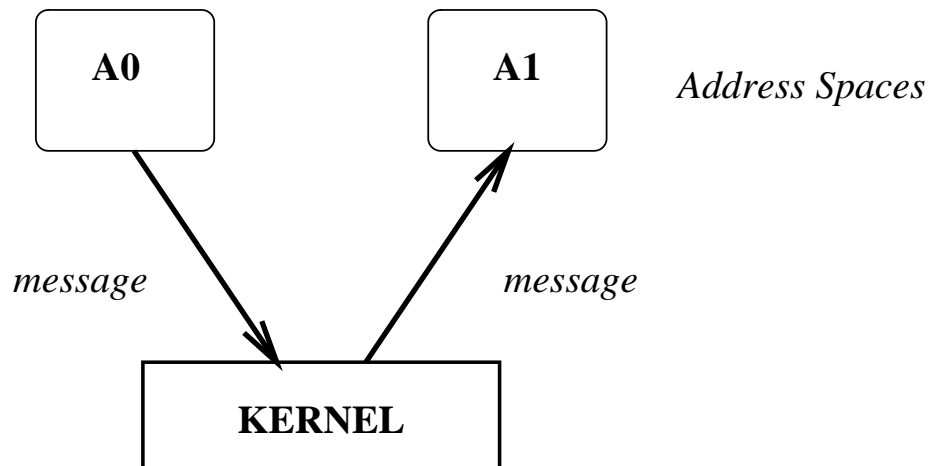 A0
A1
Address Spaces
message
message
KERNEL